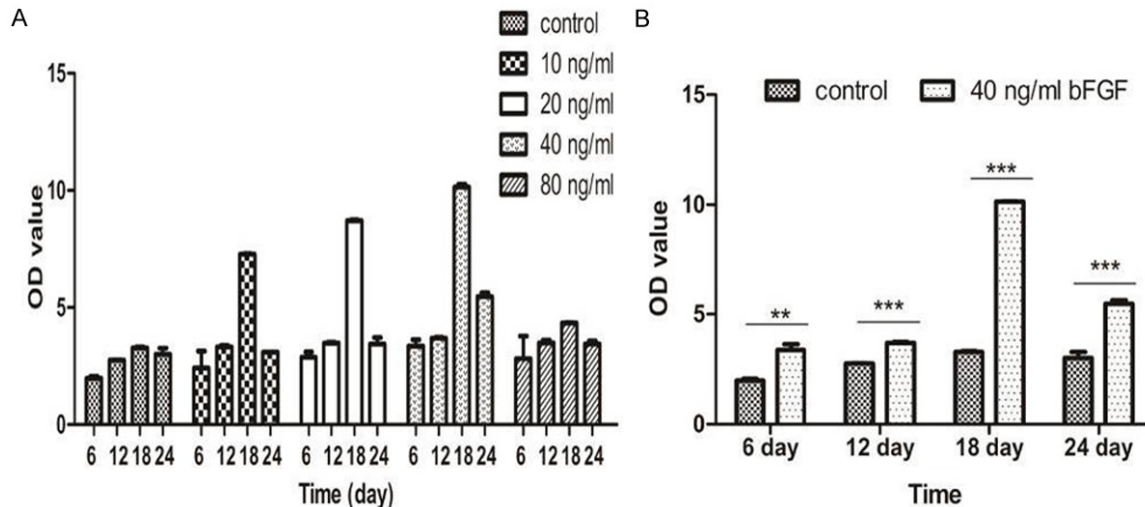 A
control
10 ng/ml
20 ng/ml
40 ng/ml
80 ng/ml
15
10
5
0
OD value
6 12 18 24 6 12 18 24 6 12 18 24 6 12 18 24 6 12 18 24
Time (day)
B
control 40 ng/ml bFGF
15
10
5
0
OD value
**
***
***
***
6 day 12 day 18 day 24 day
Time